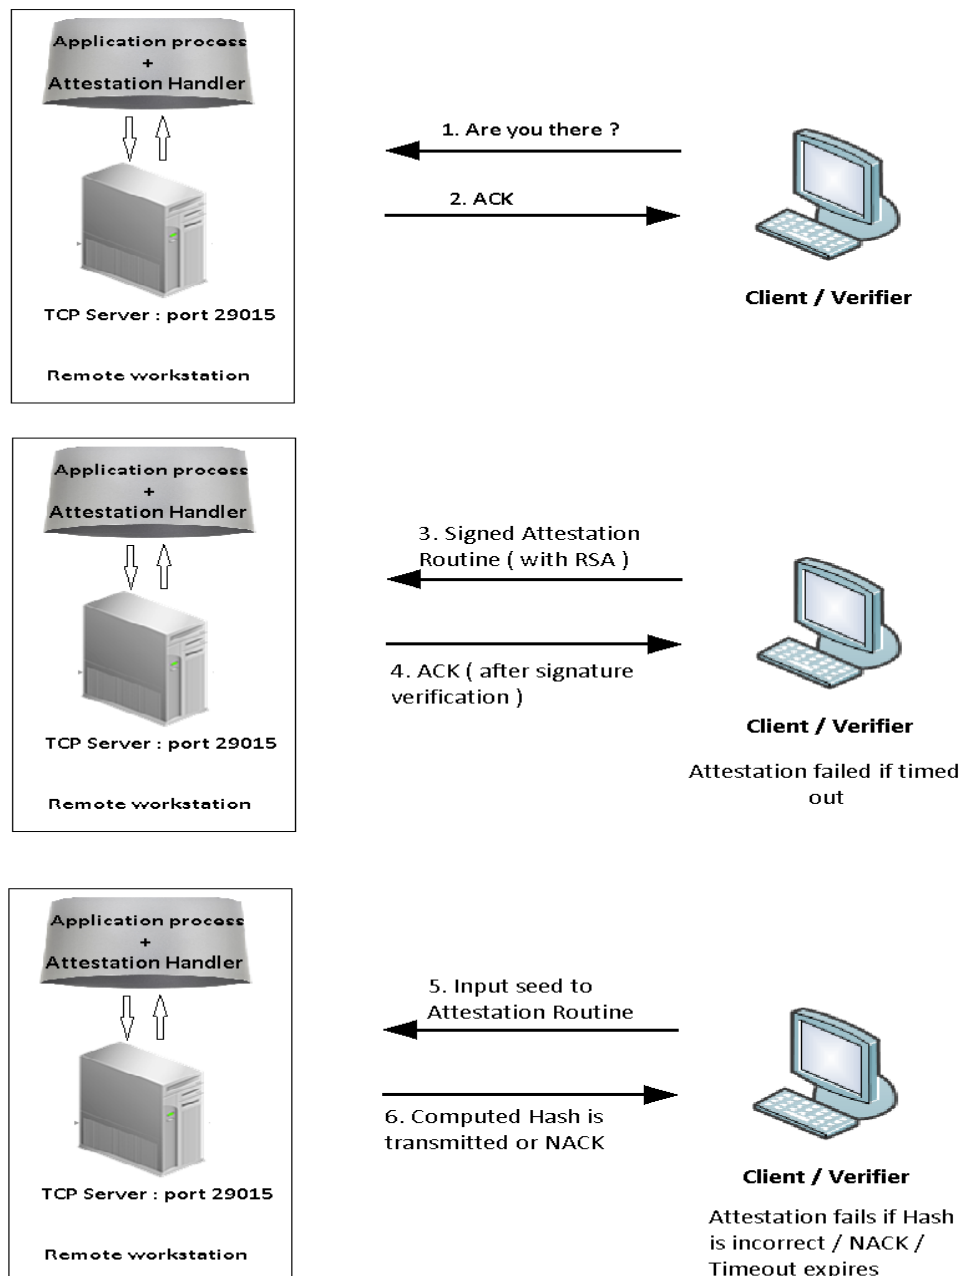 Application process
+
Attestation Handler
1. Are you there ?
2. ACK
TCP Server : port 29015
Client / Verifier
Remote workstation
Application process
+
Attestation Handler
3. Signed Attestation
Routine ( with RSA )
4. ACK ( after signature
verification )
TCP Server : port 29015
Client / Verifier
Attestation failed if timed
out
Remote workstation
Application process
+
Attestation Handler
5. Input seed to
Attestation Routine
6. Computed Hash is
transmitted or NACK
TCP Server : port 29015
Client / Verifier
Remote workstation
Attestation fails if Hash
is incorrect / NACK /
Timeout expires